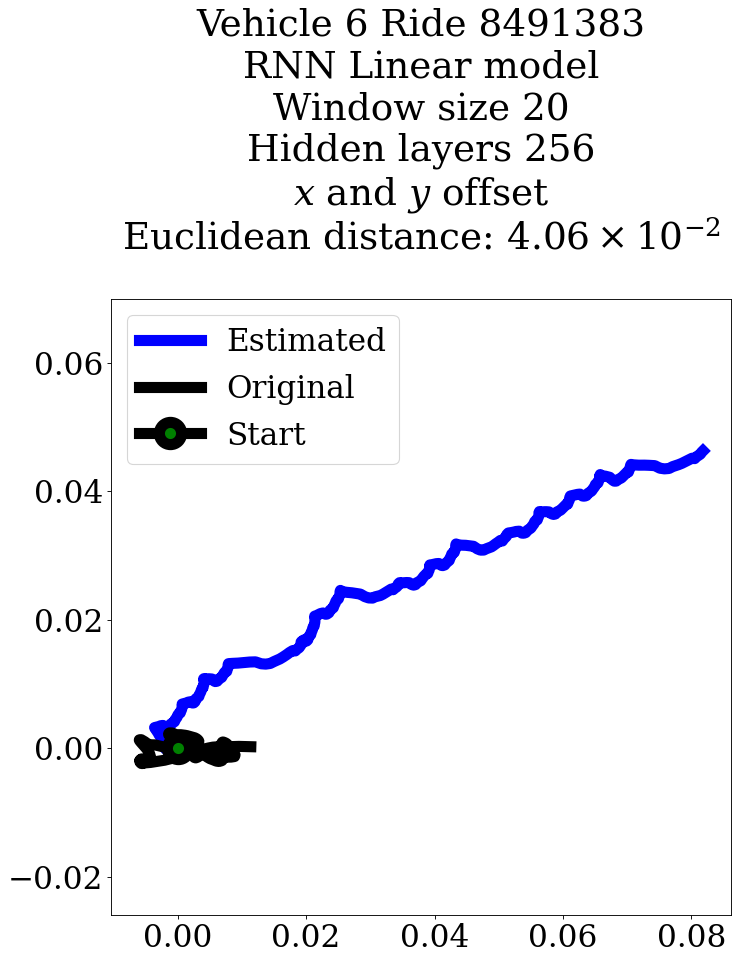 Vehicle 6 Ride 8491383
RNN Linear model
Window size 20
Hidden layers 256
x and y offset
Euclidean distance: 4.06 × 10⁻²
Estimated
Original
Start
0.06
0.04
0.02
0.00
−0.02
0.00 0.02 0.04 0.06 0.08